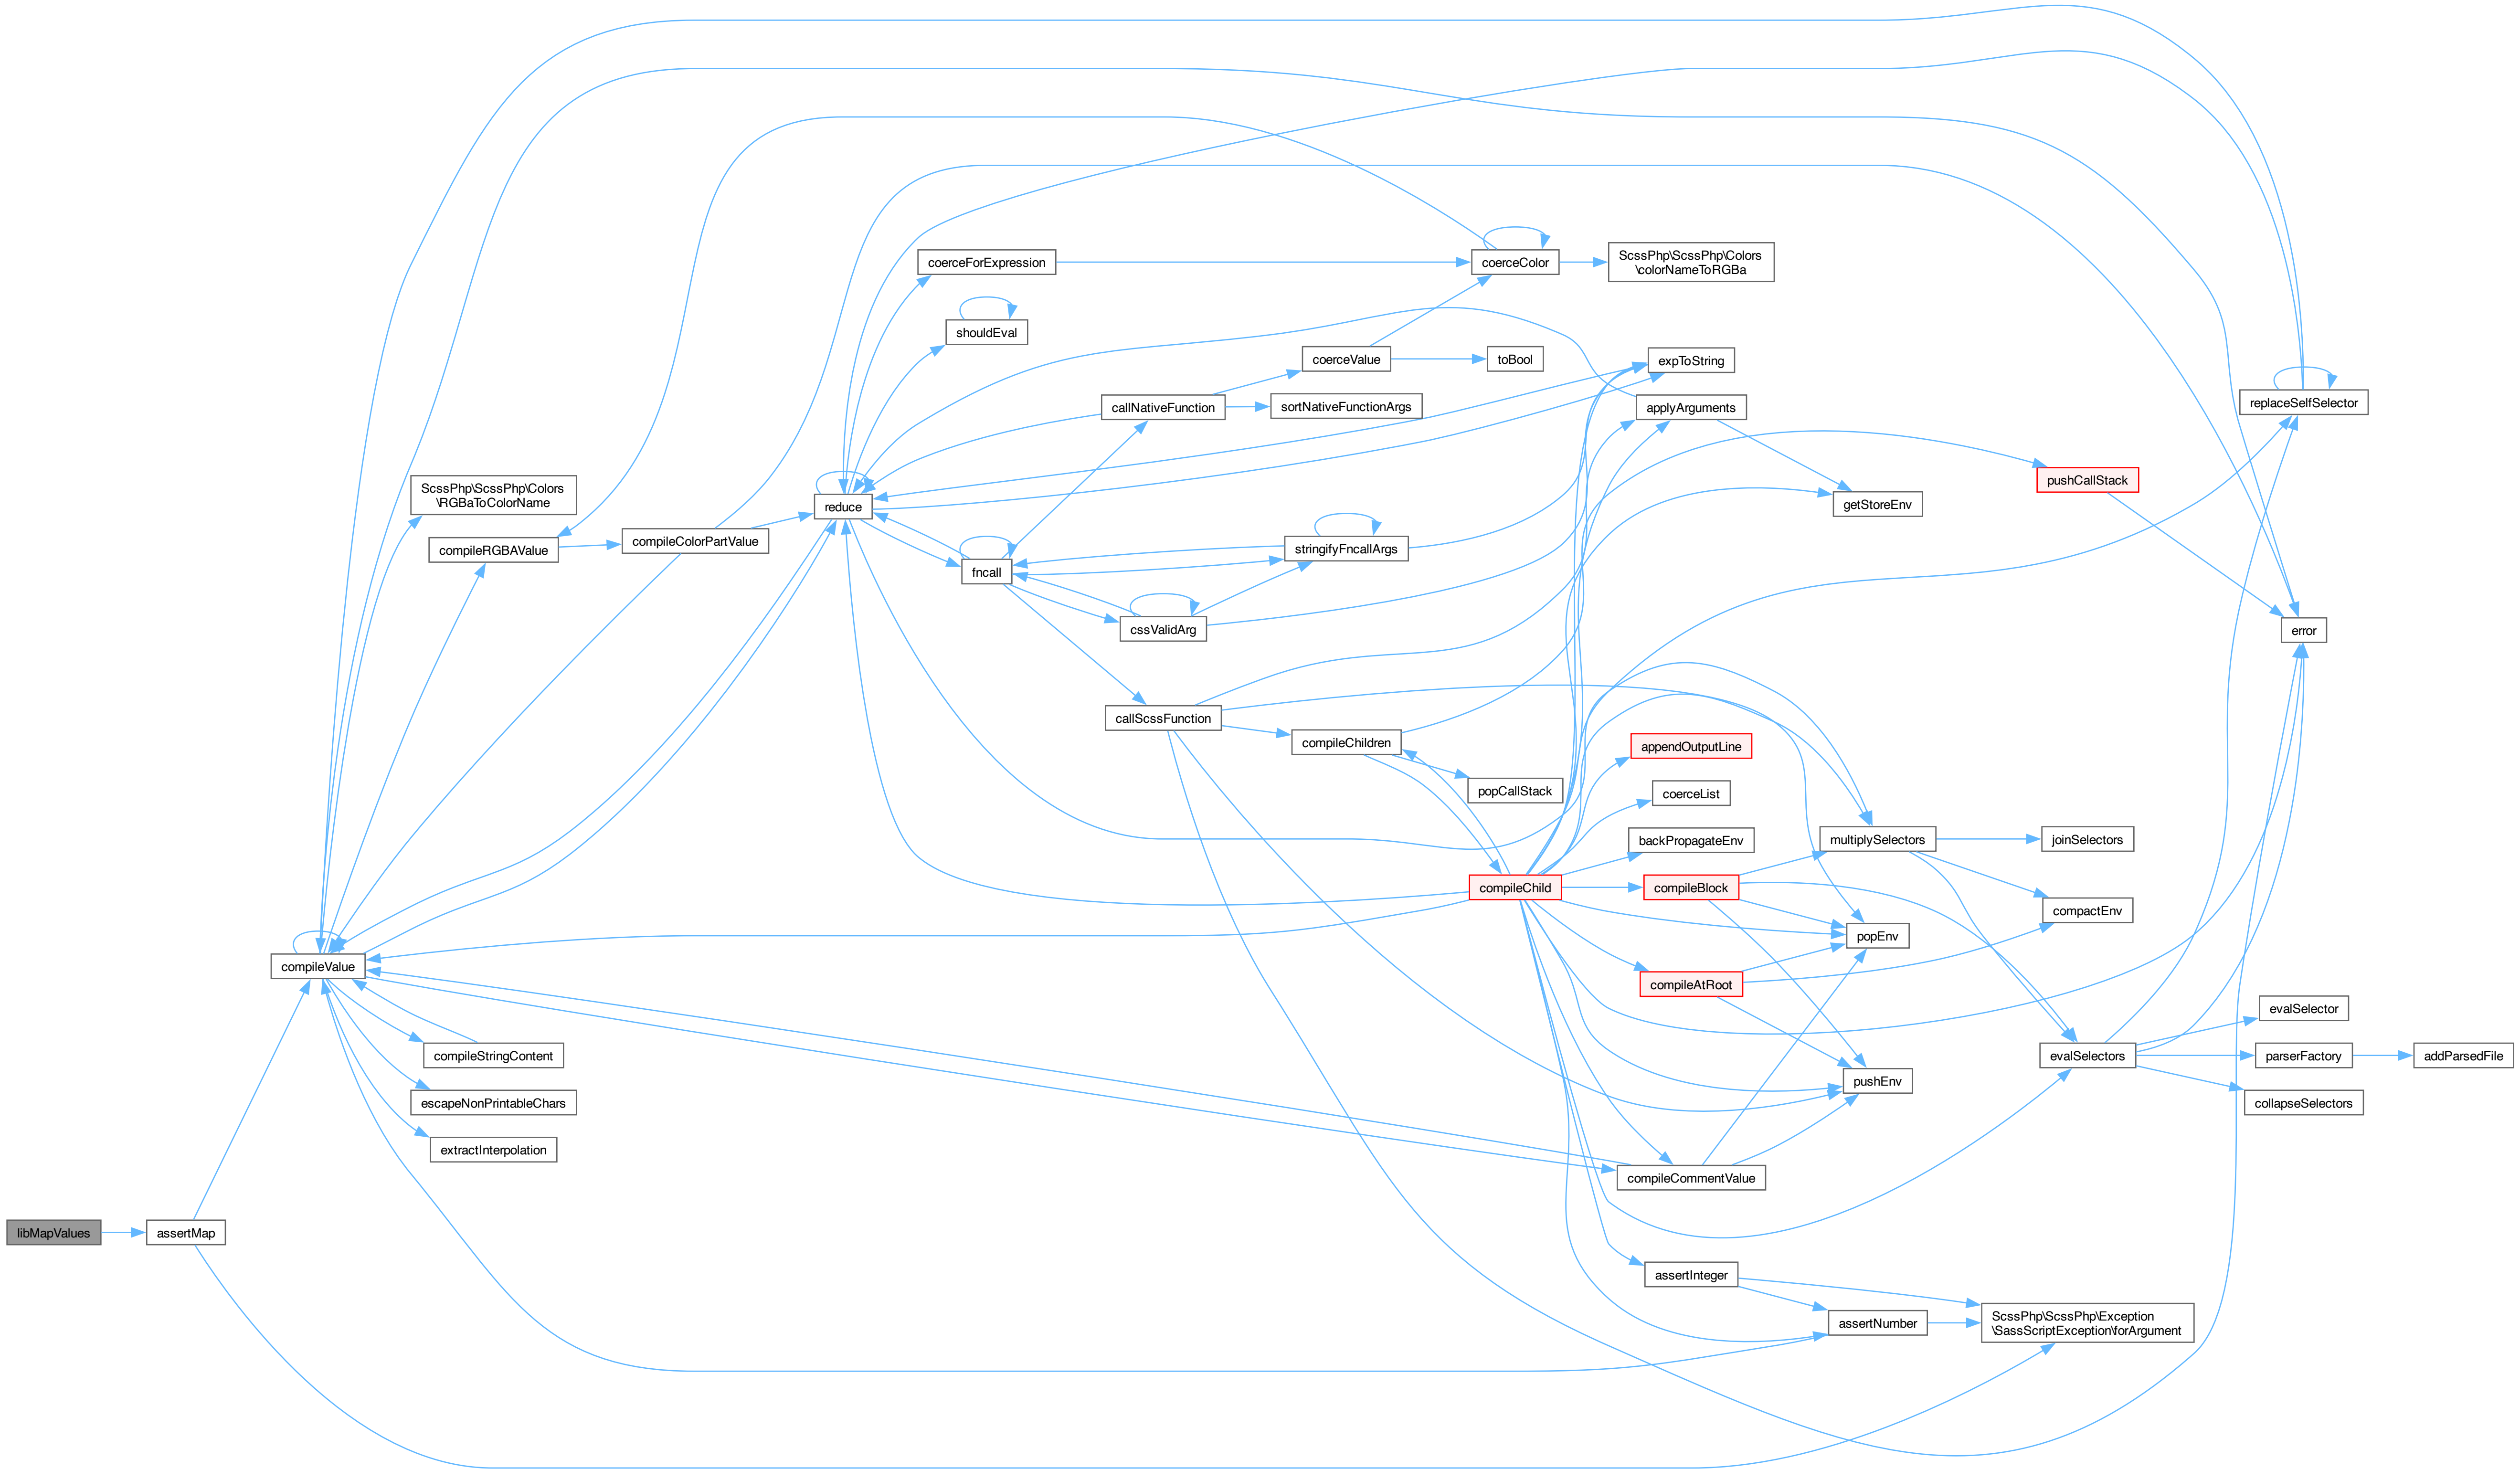 coerceForExpression
coerceColor
ScssPhp\ScssPhp\Colors
\colorNameToRGBa
shouldEval
coerceValue
toBool
expToString
callNativeFunction
sortNativeFunctionArgs
applyArguments
replaceSelfSelector
ScssPhp\ScssPhp\Colors
\RGBaToColorName
reduce
pushCallStack
getStoreEnv
compileRGBAValue
compileColorPartValue
stringifyFncallArgs
fncall
cssValidArg
error
callScssFunction
compileChildren
appendOutputLine
popCallStack
coerceList
backPropagateEnv
multiplySelectors
joinSelectors
compileChild
compileBlock
compactEnv
popEnv
compileValue
compileAtRoot
evalSelector
compileStringContent
evalSelectors
parserFactory
addParsedFile
pushEnv
escapeNonPrintableChars
collapseSelectors
extractInterpolation
compileCommentValue
libMapValues
assertMap
assertInteger
assertNumber
ScssPhp\ScssPhp\Exception
\SassScriptException\forArgument